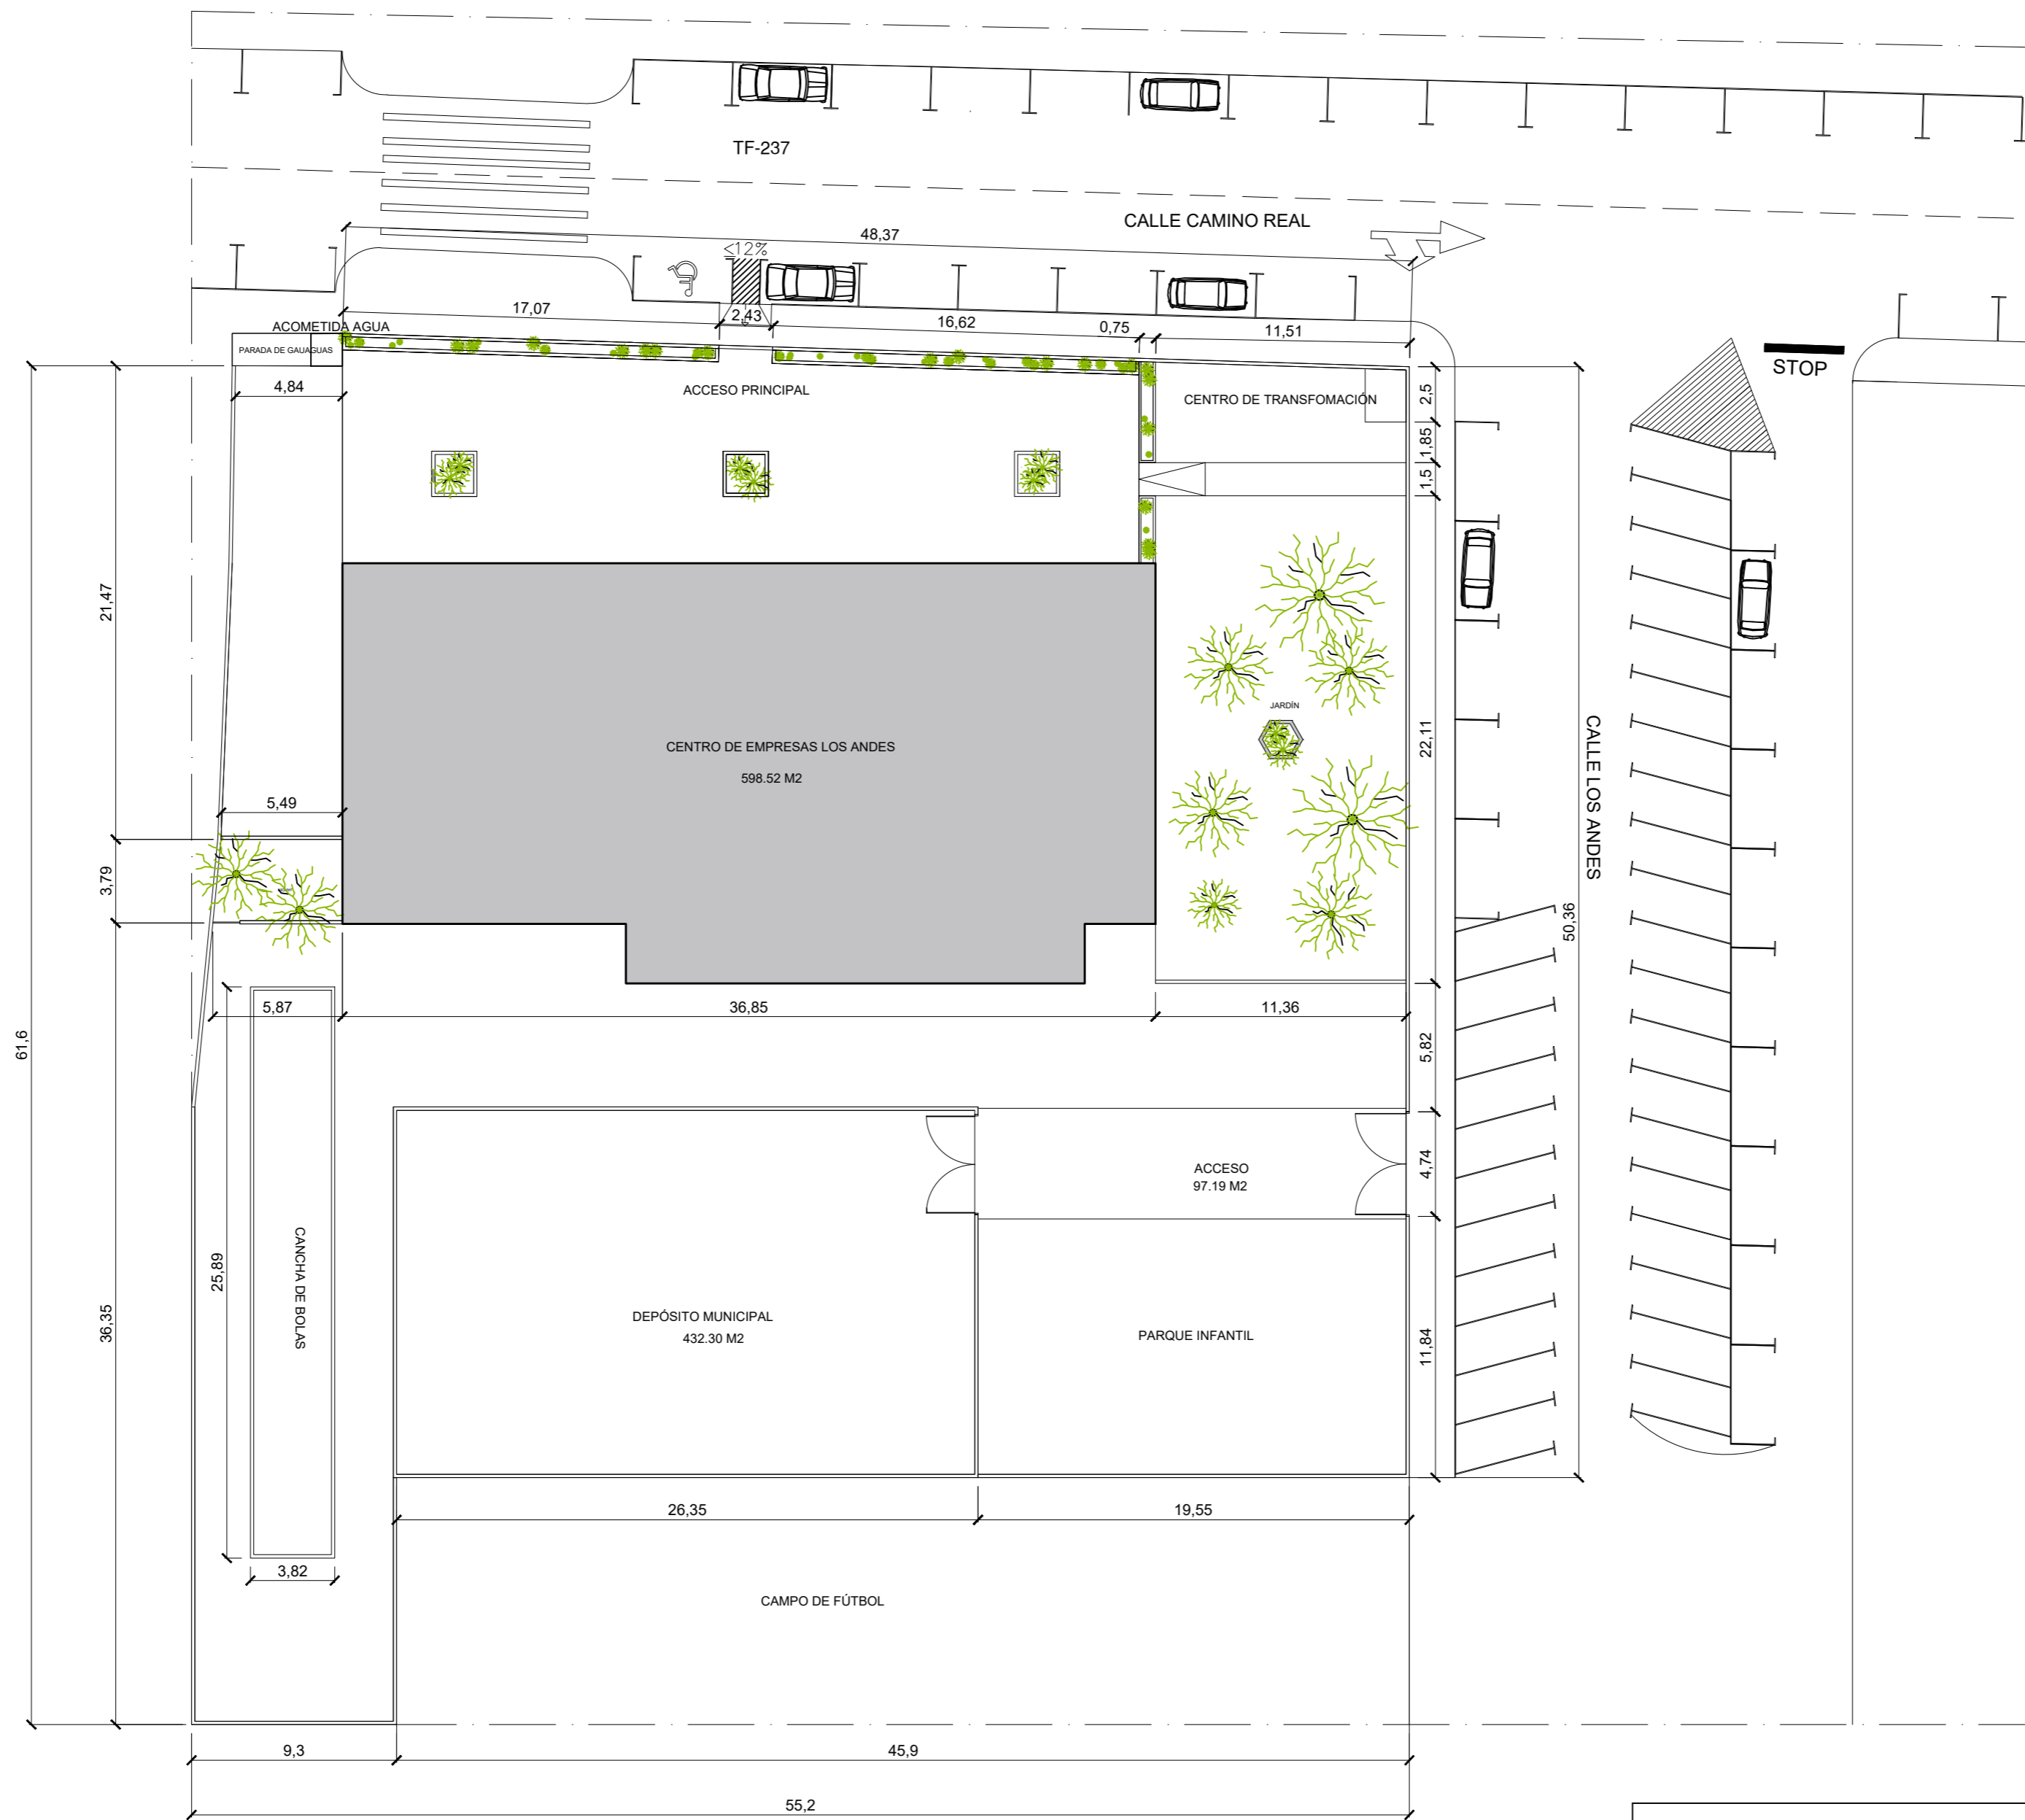 TF-237
CALLE CAMINO REAL
48,37
≤12%
17,07
2,43
16,62
0,75
11,51
ACOMETIDA AGUA
PARADA DE GAUAGUAS
STOP
4,84
ACCESO PRINCIPAL
CENTRO DE TRANSFOMACIÓN
2,5
1,85
1,5
21,47
JARDÍN
22,11
CALLE LOS ANDES
CENTRO DE EMPRESAS LOS ANDES
598.52 M2
5,49
3,79
50,36
5,87
36,85
11,36
61,6
5,82
ACCESO
97.19 M2
4,74
25,89
CANCHA DE BOLAS
36,35
DEPÓSITO MUNICIPAL
432.30 M2
PARQUE INFANTIL
11,84
26,35
19,55
3,82
CAMPO DE FÚTBOL
9,3
45,9
55,2